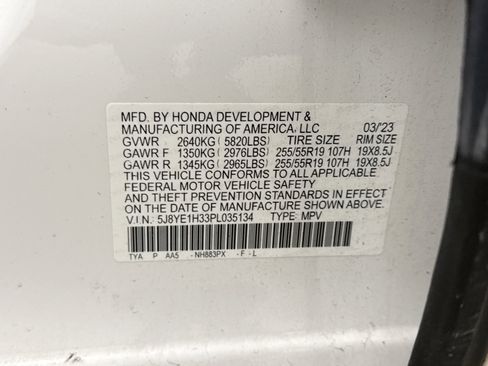 MFD. BY HONDA DEVELOPMENT &
MANUFACTURING OF AMERICA, LLC 03/'23
GVWR 2640KG ( 5820LBS) TIRE SIZE RIM SIZE
GAWR F 1350KG ( 2976LBS) 255/55R19 107H 19X8.5J
GAWR R 1345KG ( 2965LBS) 255/55R19 107H 19X8.5J
THIS VEHICLE CONFORMS TO ALL APPLICABLE
FEDERAL MOTOR VEHICLE SAFETY
AND THEFT PREVENTION STANDARDS IN EFFECT
ON THE DATE OF MANUFACTURE SHOWN ABOVE.
V.I.N. 5J8YE1H33PL035134 TYPE: MPV
TYA P AA5 -NH883PX -F -L